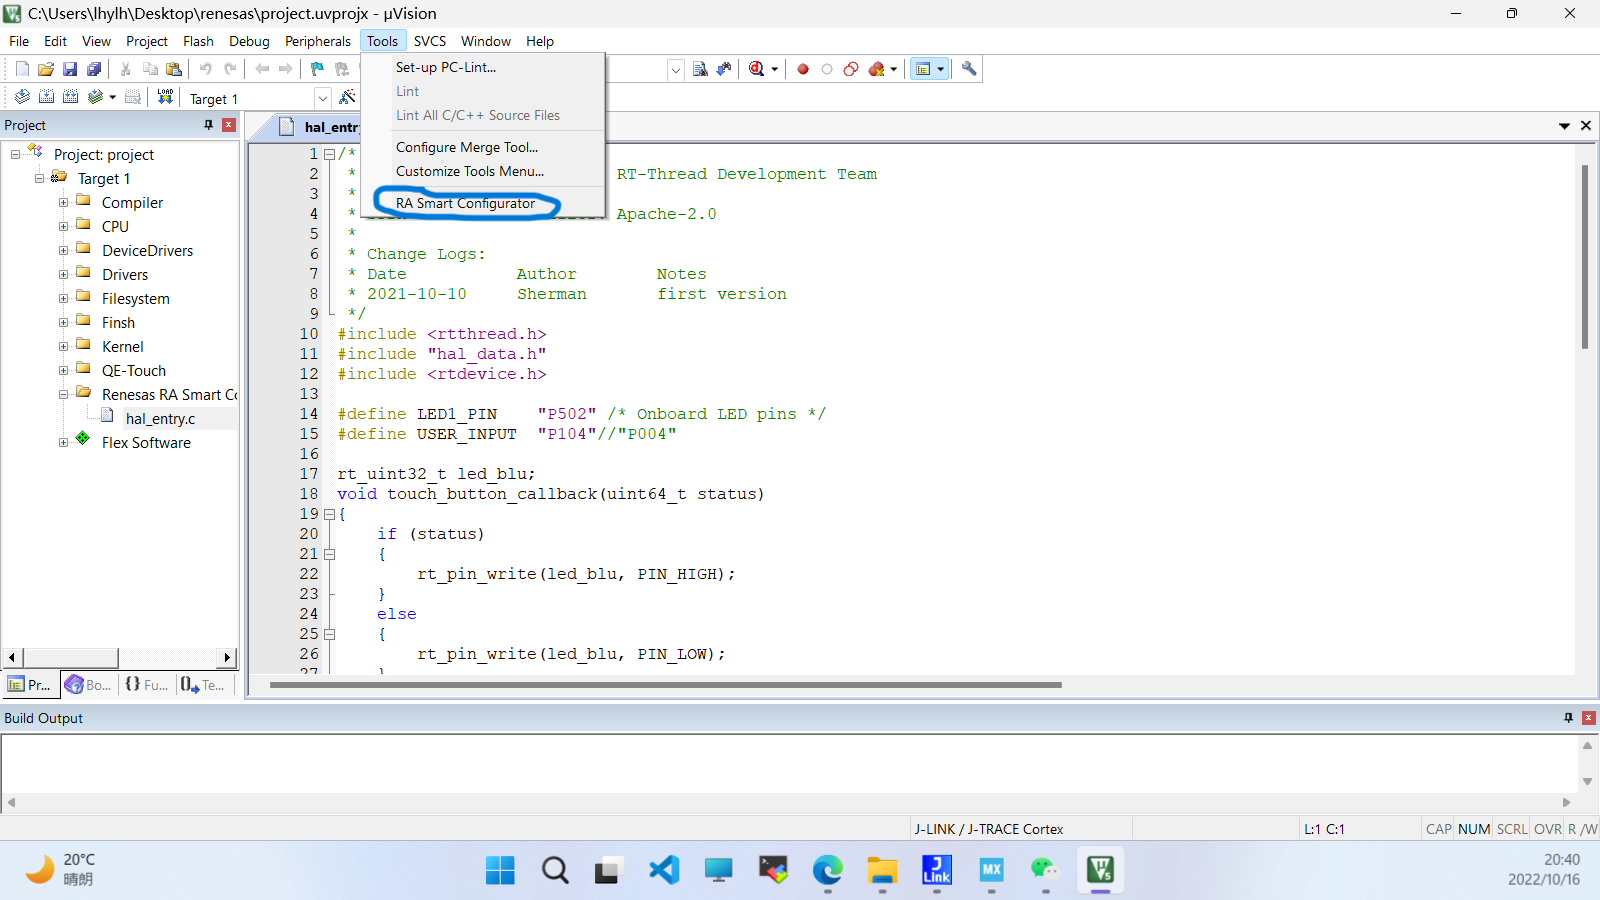 C:\Users\lhylh\Desktop\renesas\project.uvprojx - µVision
File Edit View Project Flash Debug Peripherals Tools SVCS Window Help
Set-up PC-Lint...
Lint
Lint All C/C++ Source Files
Configure Merge Tool...
Customize Tools Menu...
RA Smart Configurator
LOAD
Target 1
Project
Project: project
Target 1
Compiler
CPU
DeviceDrivers
Drivers
Filesystem
Finsh
Kernel
QE-Touch
Renesas RA Smart Co
hal_entry.c
Flex Software
Pr... Bo... {} Fu... Te...
hal_entry
1 /*
2 * RT-Thread Development Team
3 *
4 * Apache-2.0
5 *
6 * Change Logs:
7 * Date Author Notes
8 * 2021-10-10 Sherman first version
9 */
10 #include <rtthread.h>
11 #include "hal_data.h"
12 #include <rtdevice.h>
13
14 #define LED1_PIN "P502" /* Onboard LED pins */
15 #define USER_INPUT "P104"//"P004"
16
17 rt_uint32_t led_blu;
18 void touch_button_callback(uint64_t status)
19 {
20 if (status)
21 {
22 rt_pin_write(led_blu, PIN_HIGH);
23 }
24 else
25 {
26 rt_pin_write(led_blu, PIN_LOW);
27 }
Build Output
J-LINK / J-TRACE Cortex L:1 C:1 CAP NUM SCRL OVR R/W
20°C
晴朗
J
Link
MX
20:40
2022/10/16